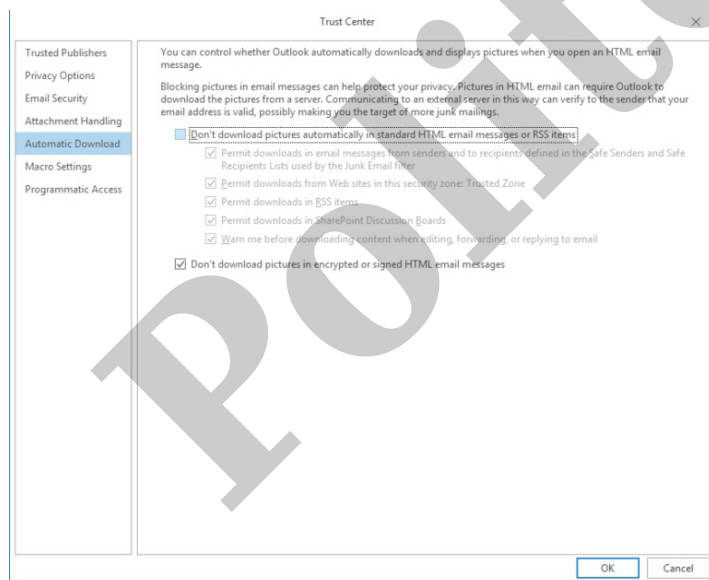 Trust Center
Trusted Publishers
Privacy Options
Email Security
Attachment Handling
Automatic Download
Macro Settings
Programmatic Access
You can control whether Outlook automatically downloads and displays pictures when you open an HTML email
message.
Blocking pictures in email messages can help protect your privacy. Pictures in HTML email can require Outlook to
download the pictures from a server. Communicating to an external server in this way can verify to the sender that your
email address is valid, possibly making you the target of more junk mailings.
Don't download pictures automatically in standard HTML email messages or RSS items
Permit downloads in email messages from senders and to recipients defined in the Safe Senders and Safe
Recipients Lists used by the Junk Email filter
Permit downloads from Web sites in this security zone: Trusted Zone
Permit downloads in RSS items
Permit downloads in SharePoint Discussion Boards
Warn me before downloading content when editing, forwarding, or replying to email
Don't download pictures in encrypted or signed HTML email messages
OK
Cancel
Polit